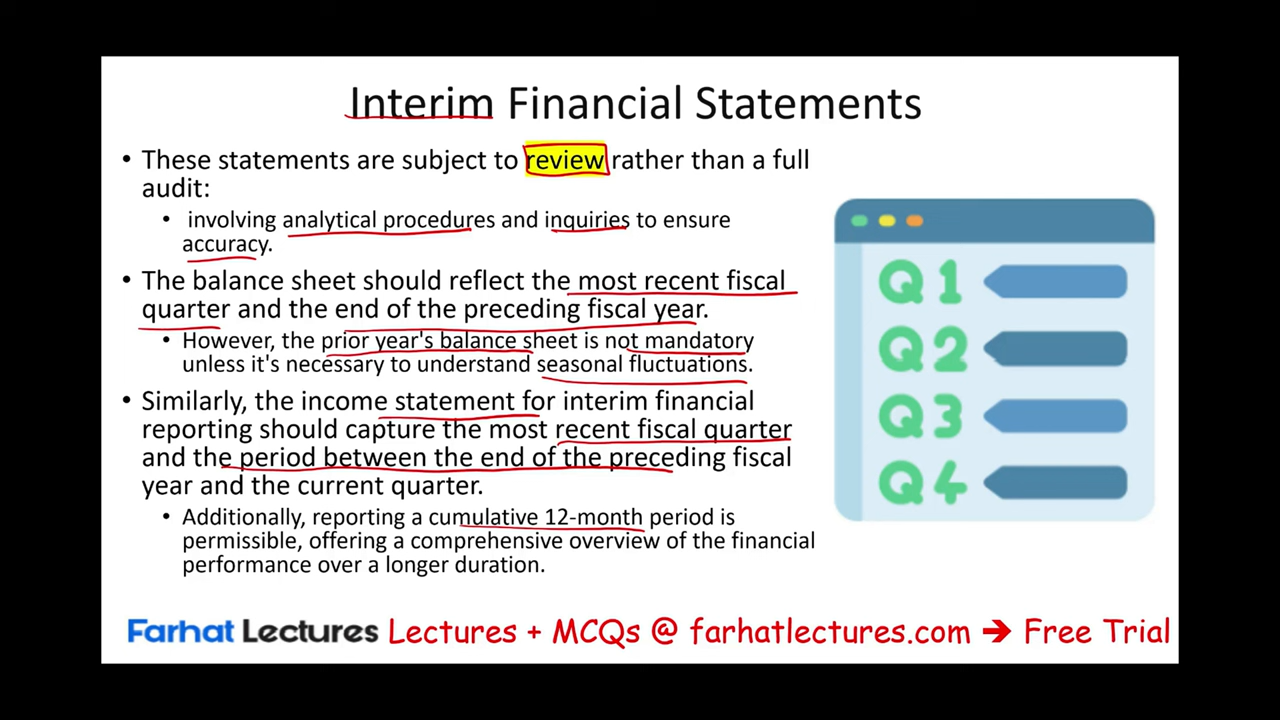 Interim Financial Statements
• These statements are subject to review rather than a full
audit:
• involving analytical procedures and inquiries to ensure
accuracy.
• The balance sheet should reflect the most recent fiscal
quarter and the end of the preceding fiscal year.
• However, the prior year's balance sheet is not mandatory
unless it's necessary to understand seasonal fluctuations.
• Similarly, the income statement for interim financial
reporting should capture the most recent fiscal quarter
and the period between the end of the preceding fiscal
year and the current quarter.
• Additionally, reporting a cumulative 12-month period is
permissible, offering a comprehensive overview of the financial
performance over a longer duration.
Q1
Q2
Q3
Q4
Farhat Lectures Lectures + MCQs @ farhatlectures.com → Free Trial